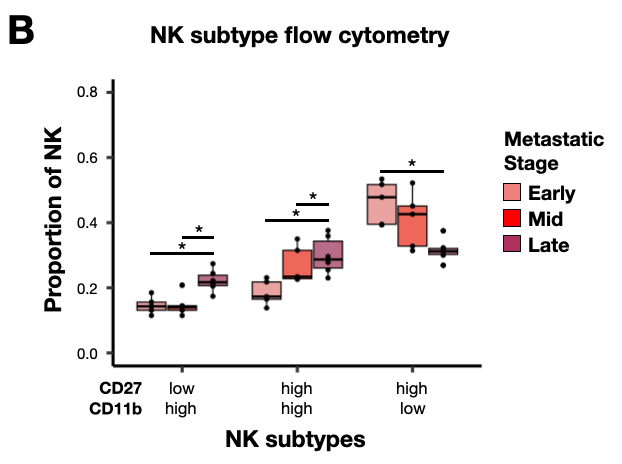 B
NK subtype flow cytometry
Proportion of NK
0.8
0.6
0.4
0.2
0.0
*
*
*
*
*
CD27 low high high
CD11b high high low
NK subtypes
Metastatic
Stage
Early
Mid
Late